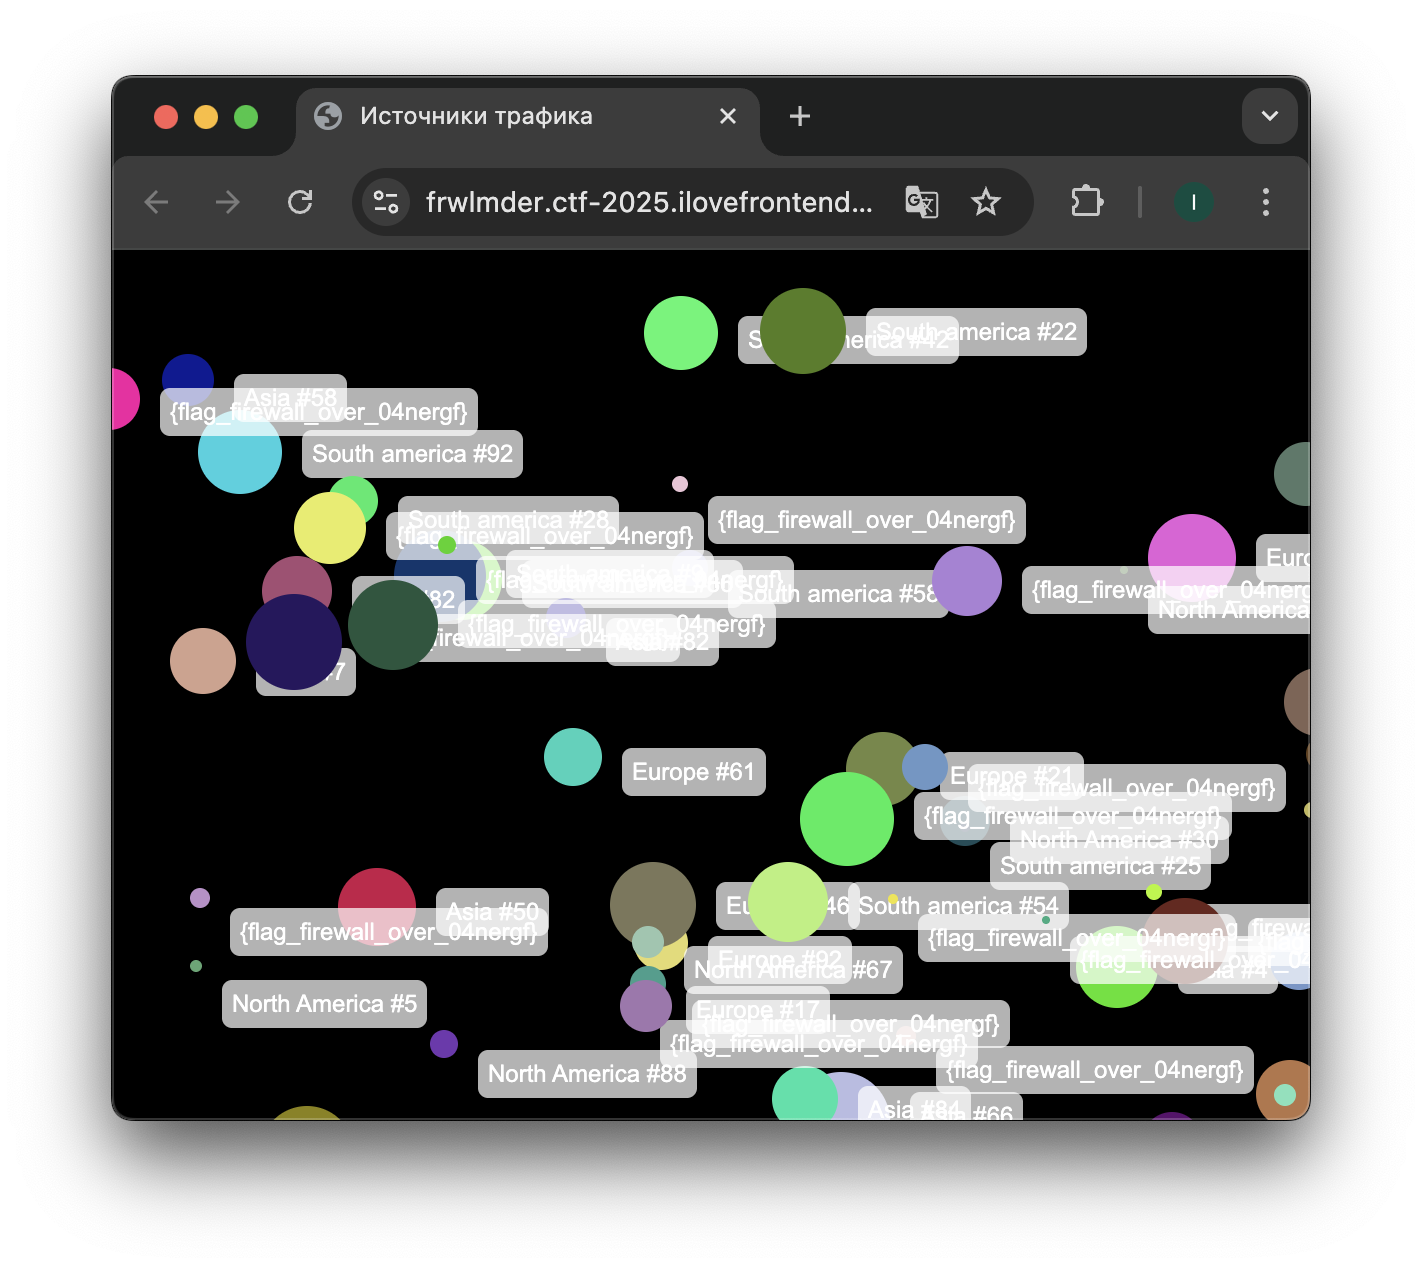 Источники трафика
frwlmder.ctf-2025.ilovefrontend...
I
South america #22
South america #42
Asia #58
{flag_firewall_over_04nergf}
South america #92
South america #28
{flag_firewall_over_04nergf}
{flag_firewall_over_04nergf}
South america
{flag_firewall_over_04nergf}
South america #58
{flag_firewall_over_04nergf}
North America
{flag_firewall_over_04nergf}
#82
Europe #61
Europe #21
{flag_firewall_over_04nergf}
{flag_firewall_over_04nergf}
North America #30
South america #25
Asia #50
{flag_firewall_over_04nergf}
South america #54
{flag_firewall_over_04nergf}
Europe #92
North America #67
{flag_firewall_over_04
North America #5
Europe #17
{flag_firewall_over_04nergf}
{flag_firewall_over_04nergf}
North America #88
{flag_firewall_over_04nergf}
Asia #84
#66